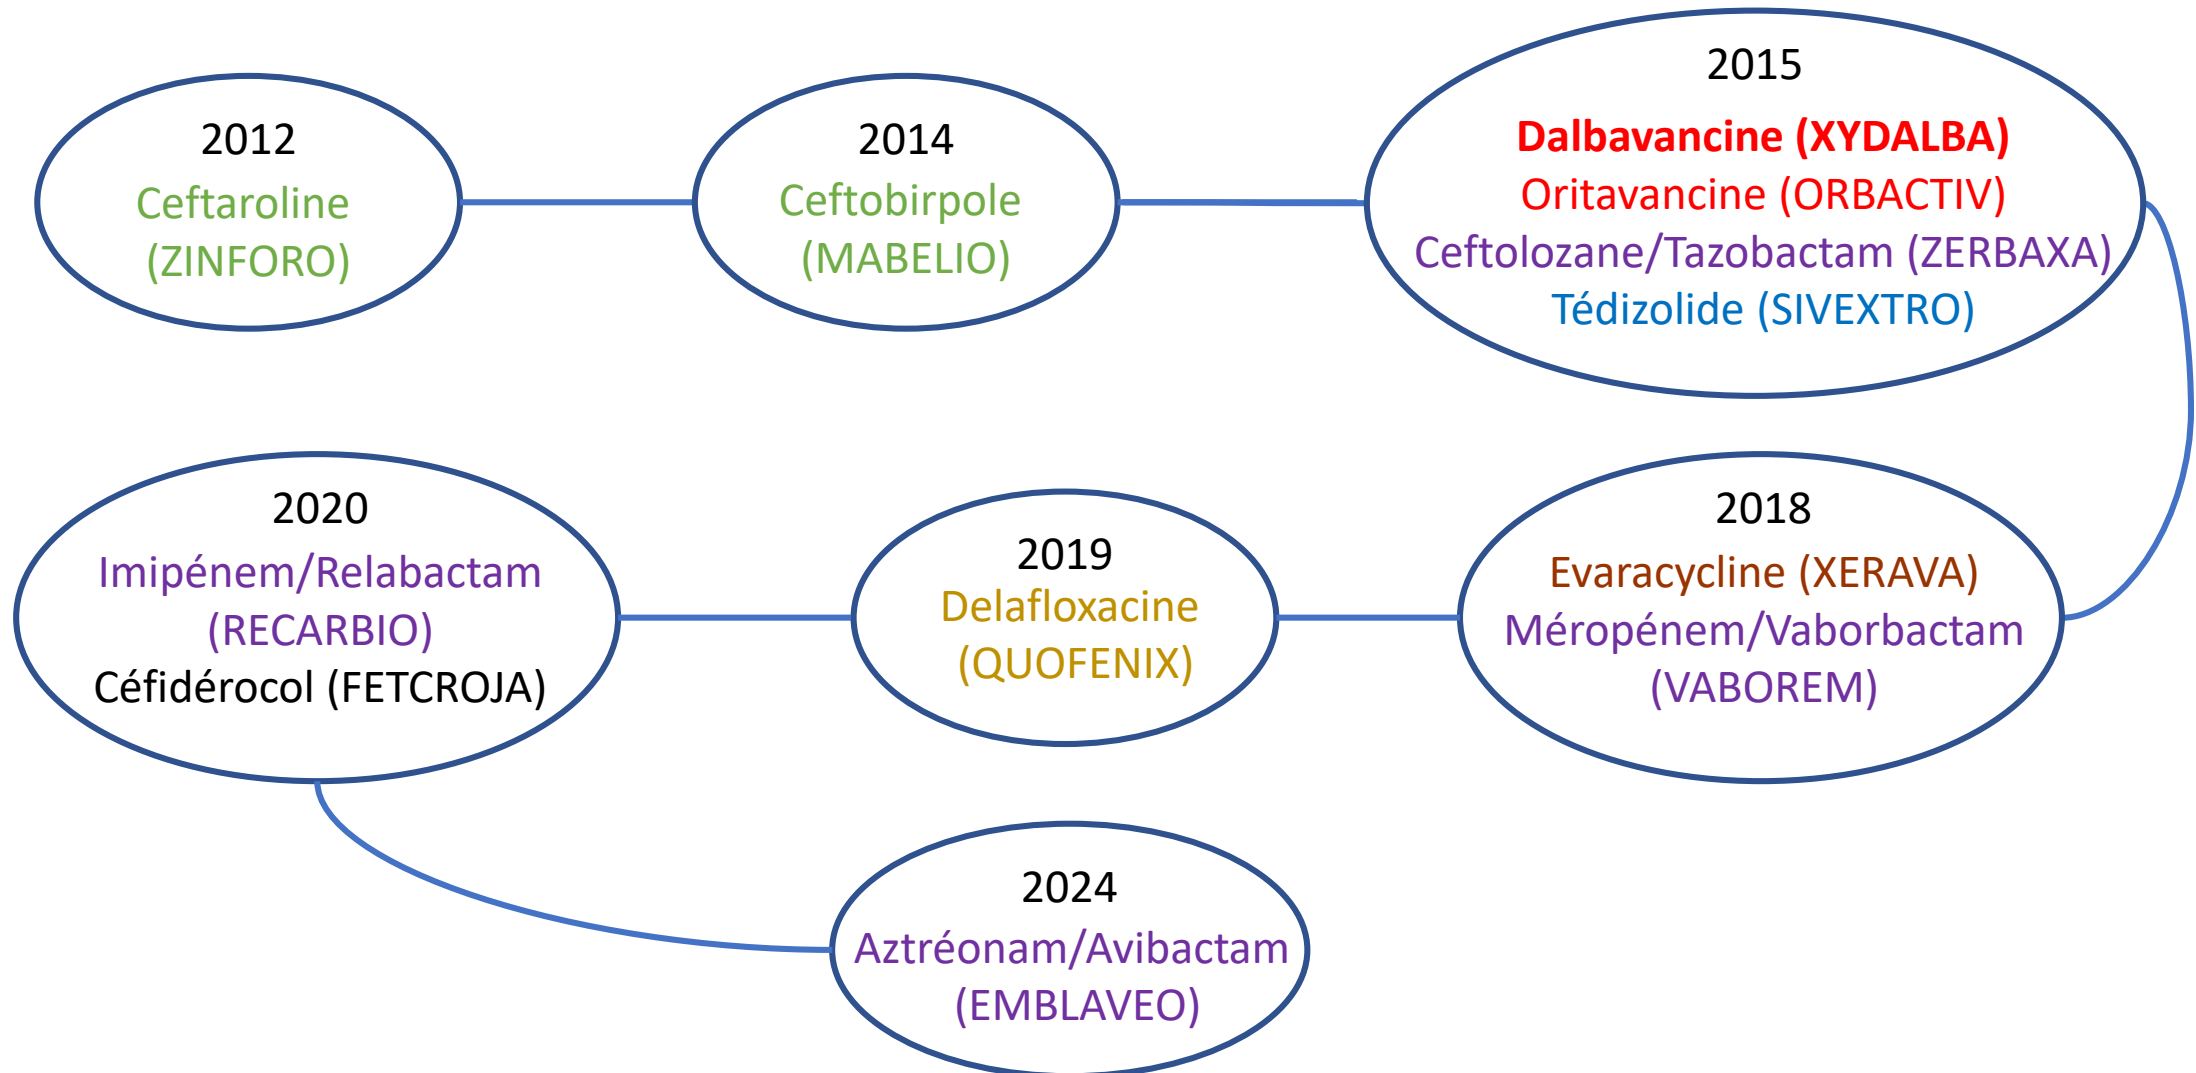 2012
Ceftaroline
(ZINFORO)
2014
Ceftobirpole
(MABELIO)
2015
Dalbavancine (XYDALBA)
Oritavancine (ORBACTIV)
Ceftolozane/Tazobactam (ZERBAXA)
Tédizolide (SIVEXTRO)
2018
Evaracycline (XERAVA)
Méropénem/Vaborbactam
(VABOREM)
2019
Delafloxacine
(QUOFENIX)
2020
Imipénem/Relabactam
(RECARBIO)
Céfidérocol (FETCROJA)
2024
Aztréonam/Avibactam
(EMBLAVEO)